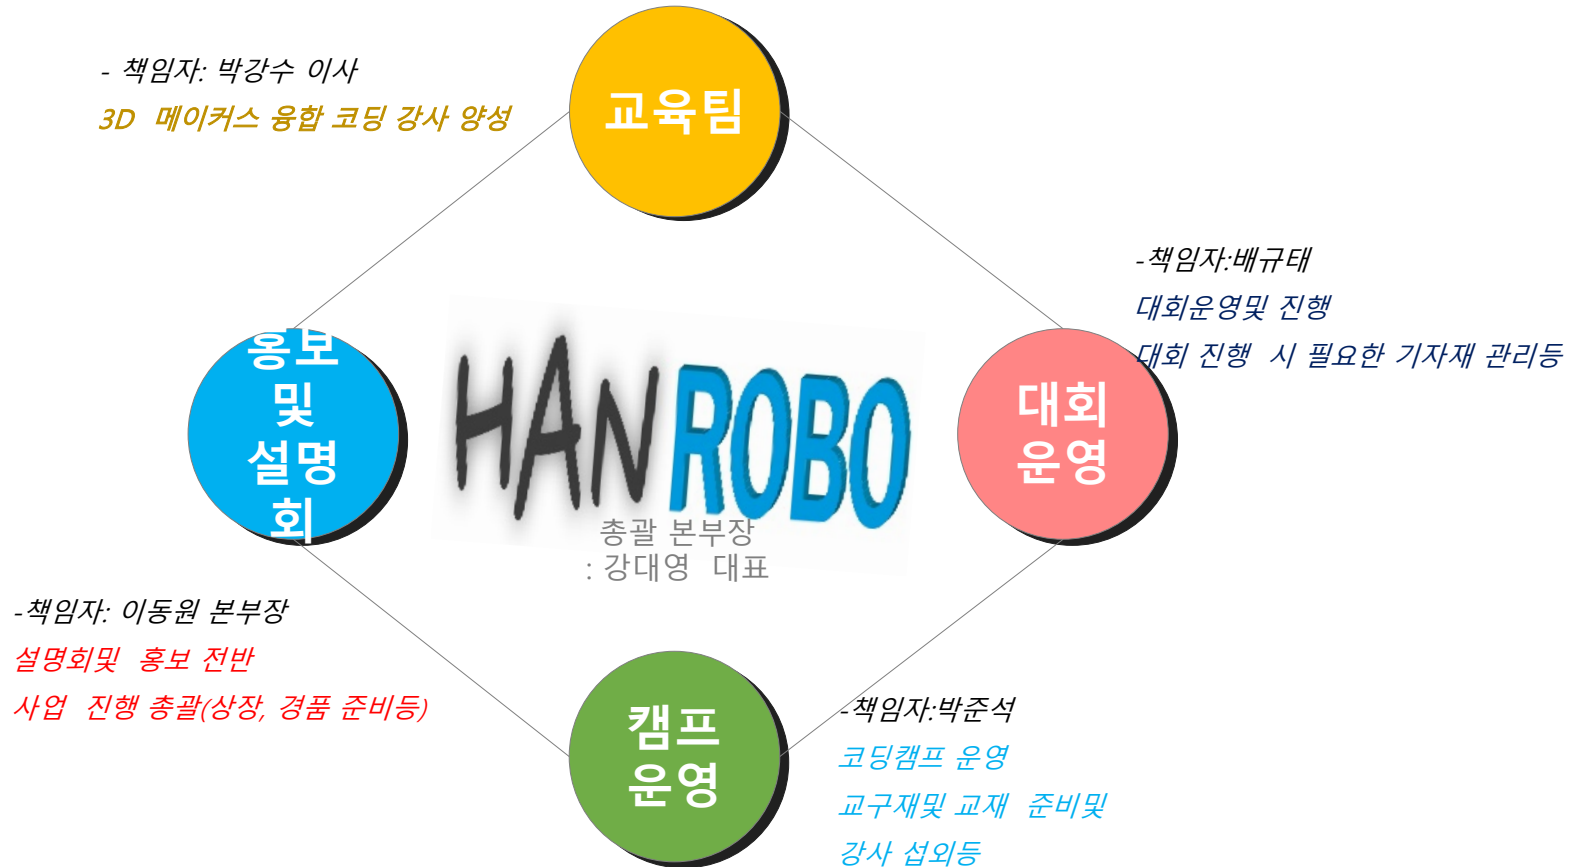 - 책임자: 박강수 이사
3D 메이커스 융합 코딩 강사 양성
교육팀
-책임자:배규태
대회운영및 진행
대회 진행 시 필요한 기자재 관리등
홍보
및
설명
회
HANROBO
총괄 본부장
: 강대영 대표
대회
운영
-책임자: 이동원 본부장
설명회및 홍보 전반
사업 진행 총괄(상장, 경품 준비등)
캠프
운영
-책임자:박준석
코딩캠프 운영
교구재및 교재 준비및
강사 섭외등